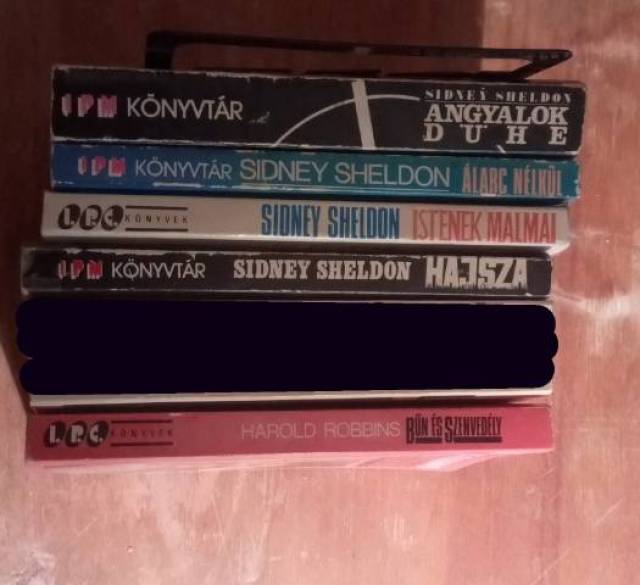 IPM KÖNYVTÁR SIDNEY SHELDON
ANGYALOK
DUHE
IPM KÖNYVTÁR SIDNEY SHELDON ÁLARC NÉLKÜL
I.P.C. KÖNYVEK SIDNEY SHELDON ISTENEK MALMAI
IPM KÖNYVTÁR SIDNEY SHELDON HAJSZA
I.P.C. KÖNYVEK HAROLD ROBBINS BŰN ÉS SZENVEDÉLY